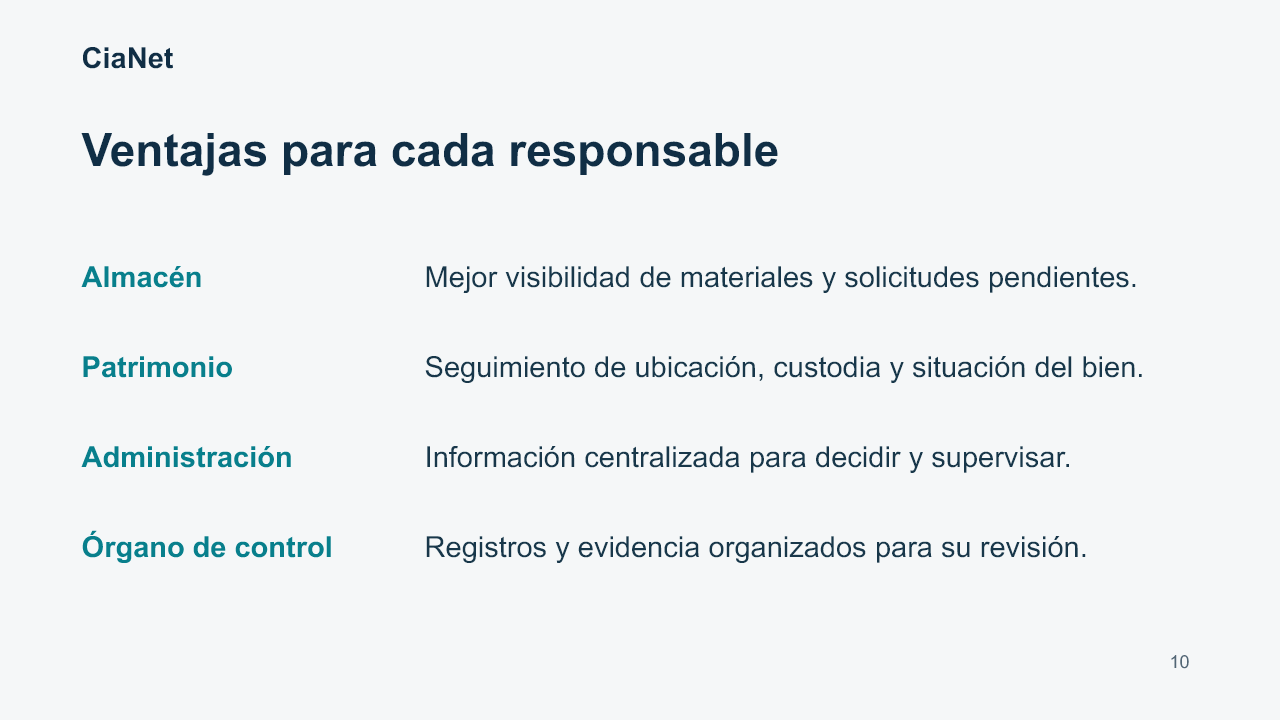 CiaNet
Ventajas para cada responsable
Almacén Mejor visibilidad de materiales y solicitudes pendientes.
Patrimonio Seguimiento de ubicación, custodia y situación del bien.
Administración Información centralizada para decidir y supervisar.
Órgano de control Registros y evidencia organizados para su revisión.
10